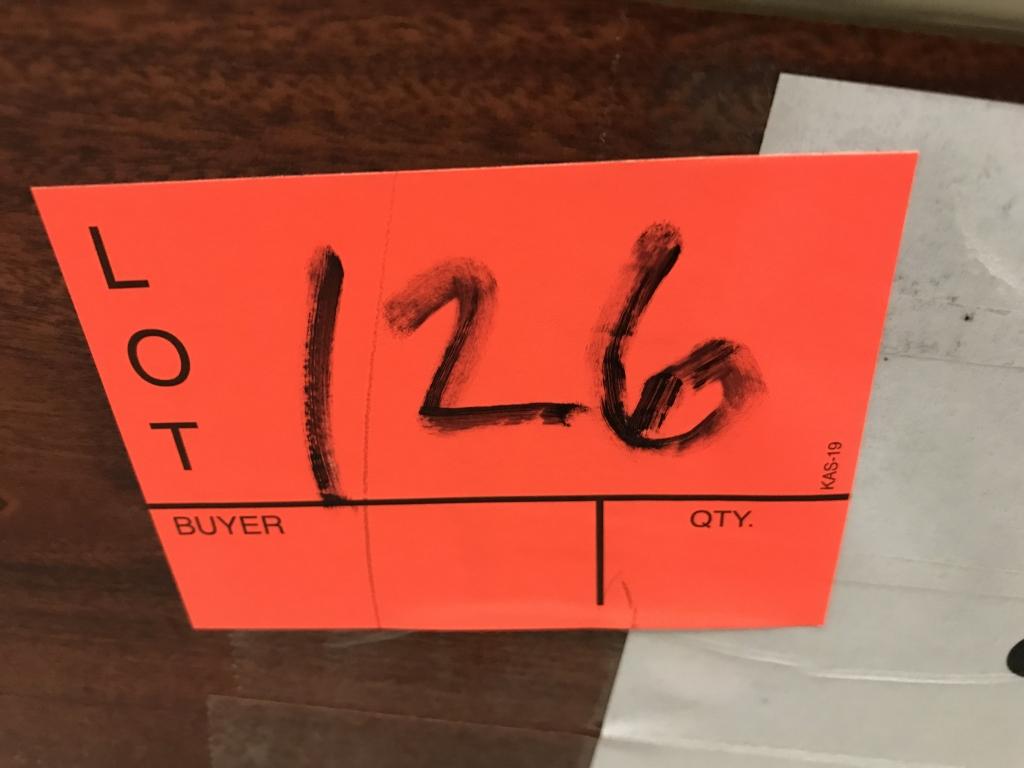 LOT
126
KAS-19
BUYER
QTY.